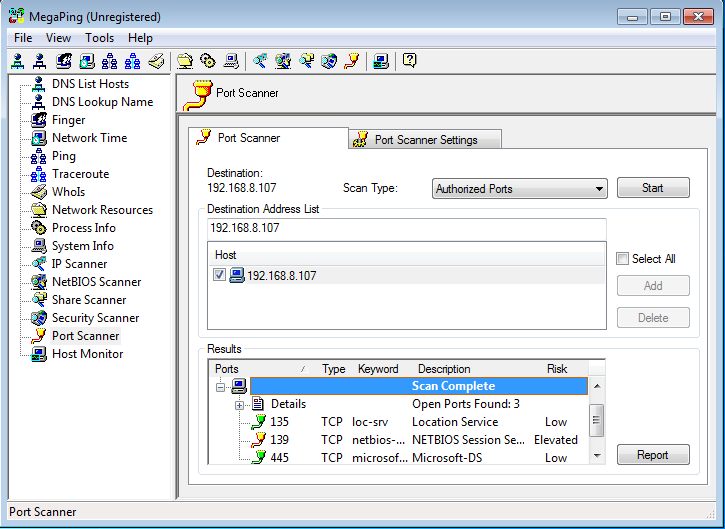 MegaPing (Unregistered)
File View Tools Help
DNS List Hosts
DNS Lookup Name
Finger
Network Time
Ping
Traceroute
WhoIs
Network Resources
Process Info
System Info
IP Scanner
NetBIOS Scanner
Share Scanner
Security Scanner
Port Scanner
Host Monitor
Port Scanner
Port Scanner Port Scanner Settings
Destination:
192.168.8.107 Scan Type: Authorized Ports Start
Destination Address List
192.168.8.107
Host
192.168.8.107
Select All
Add
Delete
Results
Ports Type Keyword Description Risk
Scan Complete
Details Open Ports Found: 3
135 TCP loc-srv Location Service Low
139 TCP netbios-... NETBIOS Session Se... Elevated
445 TCP microsof... Microsoft-DS Low
Report
Port Scanner